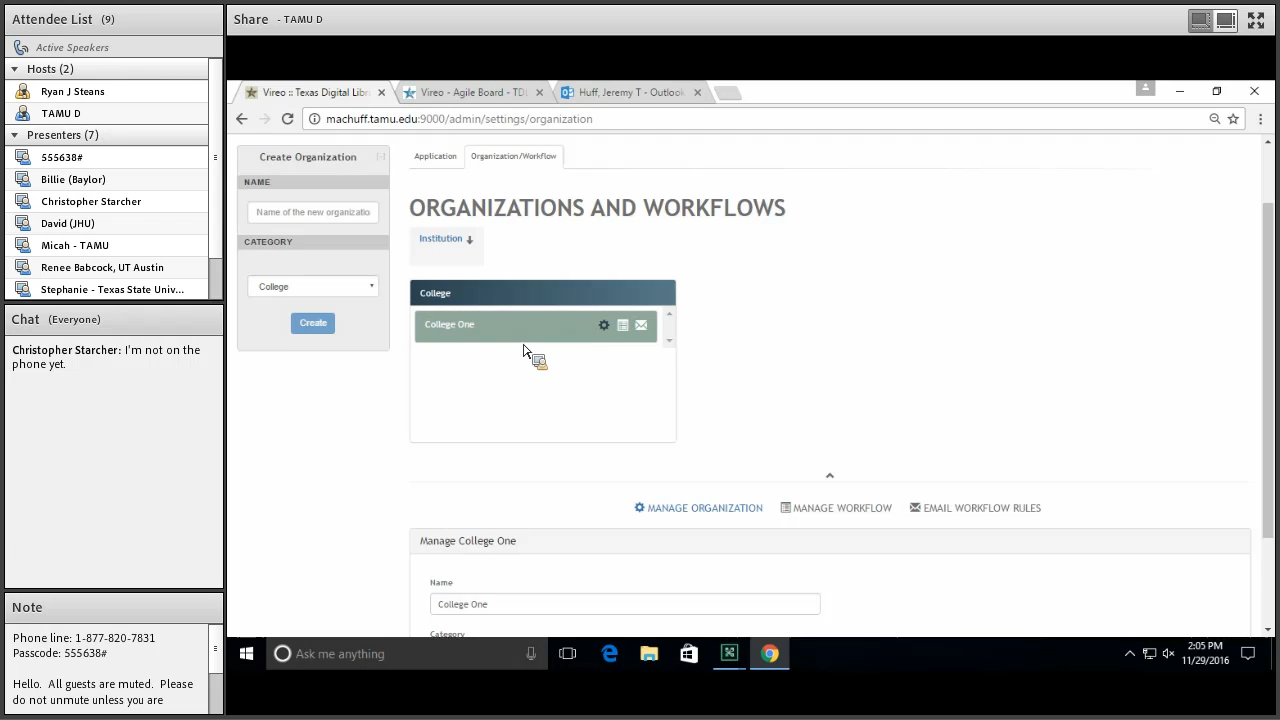 Attendee List (9)
Active Speakers
Hosts (2)
Ryan J Steans
TAMU D
Presenters (7)
555638#
Billie (Baylor)
Christopher Starcher
David (JHU)
Micah - TAMU
Renee Babcock, UT Austin
Stephanie - Texas State Univ...
Chat (Everyone)
Christopher Starcher: I'm not on the
phone yet.
Note
Phone line: 1-877-820-7831
Passcode: 555638#
Hello. All guests are muted. Please
do not unmute unless you are
Share - TAMU D
Vireo :: Texas Digital Libr
Vireo - Agile Board - TDL
Huff, Jeremy T - Outlook
machuff.tamu.edu:9000/admin/settings/organization
Create Organization
NAME
Name of the new organizatio
CATEGORY
College
Create
Application
Organization/Workflow
ORGANIZATIONS AND WORKFLOWS
Institution
College
College One
MANAGE ORGANIZATION
MANAGE WORKFLOW
EMAIL WORKFLOW RULES
Manage College One
Name
College One
Category
Ask me anything
2:05 PM
11/29/2016